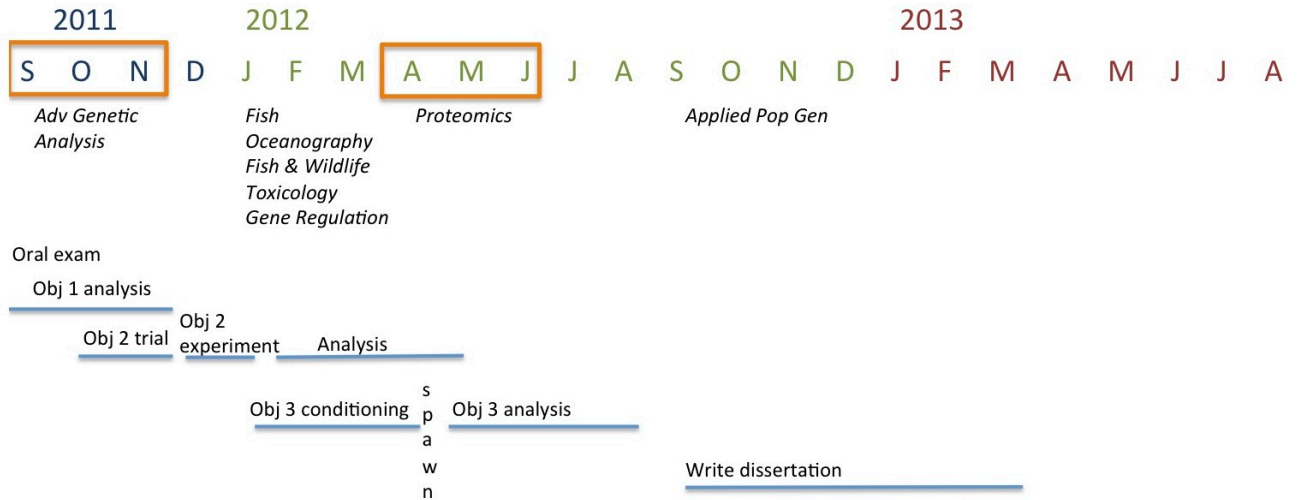 2011 2012 2013
S O N D J F M A M J J A S O N D J F M A M J J A
Adv Genetic Analysis
Fish
Oceanography
Fish & Wildlife
Toxicology
Gene Regulation
Proteomics
Applied Pop Gen
Oral exam
Obj 1 analysis
Obj 2 trial
Obj 2
experiment
Analysis
Obj 3 conditioning
spawn
Obj 3 analysis
Write dissertation